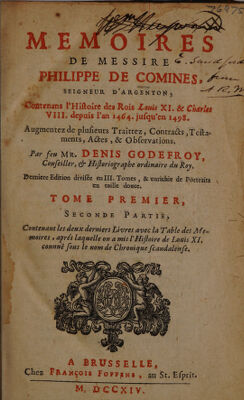 MEMOIRES
DE MESSIRE
PHILIPPE DE COMINES,
SEIGNEUR D'ARGENTON,
Contenans l'Histoire des Rois Louis XI. & Charles
VIII. depuis l'an 1464. jusqu'en 1498.
Augmentez de plusieurs Traittez, Contracts, Testa-
ments, Actes, & Observations.
Par feu MR. DENIS GODEFROY,
Conseiller, & Historiographe ordinaire du Roy.
Derniere Edition divisée en III. Tomes, & enrichie de Portraits
en taille douce.
TOME PREMIER,
SECONDE PARTIE,
Contenant les deux derniers Livres avec la Table des Me-
moires, après laquelle on a mis l'Histoire de Louis XI.
connue sous le nom de Chronique scandaleuse.
A BRUSSELLE,
Chez FRANÇOIS FOPPENS, au St. Esprit.
M. DCCXIV.